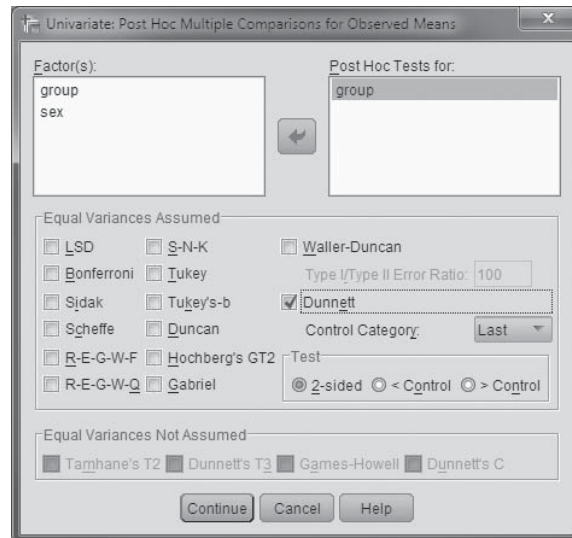 Univariate: Post Hoc Multiple Comparisons for Observed Means
x
Factor(s):
group
sex
Post Hoc Tests for:
group
Equal Variances Assumed
LSD
S-N-K
Waller-Duncan
Bonferroni
Tukey
Type I/Type II Error Ratio: 100
Sidak
Tukey's-b
Dunnett
Scheffe
Duncan
Control Category: Last
R-E-G-W-F
Hochberg's GT2
Test
R-E-G-W-Q
Gabriel
2-sided < Control > Control
Equal Variances Not Assumed
Tamhane's T2 Dunnett's T3 Games-Howell Dunnett's C
Continue Cancel Help